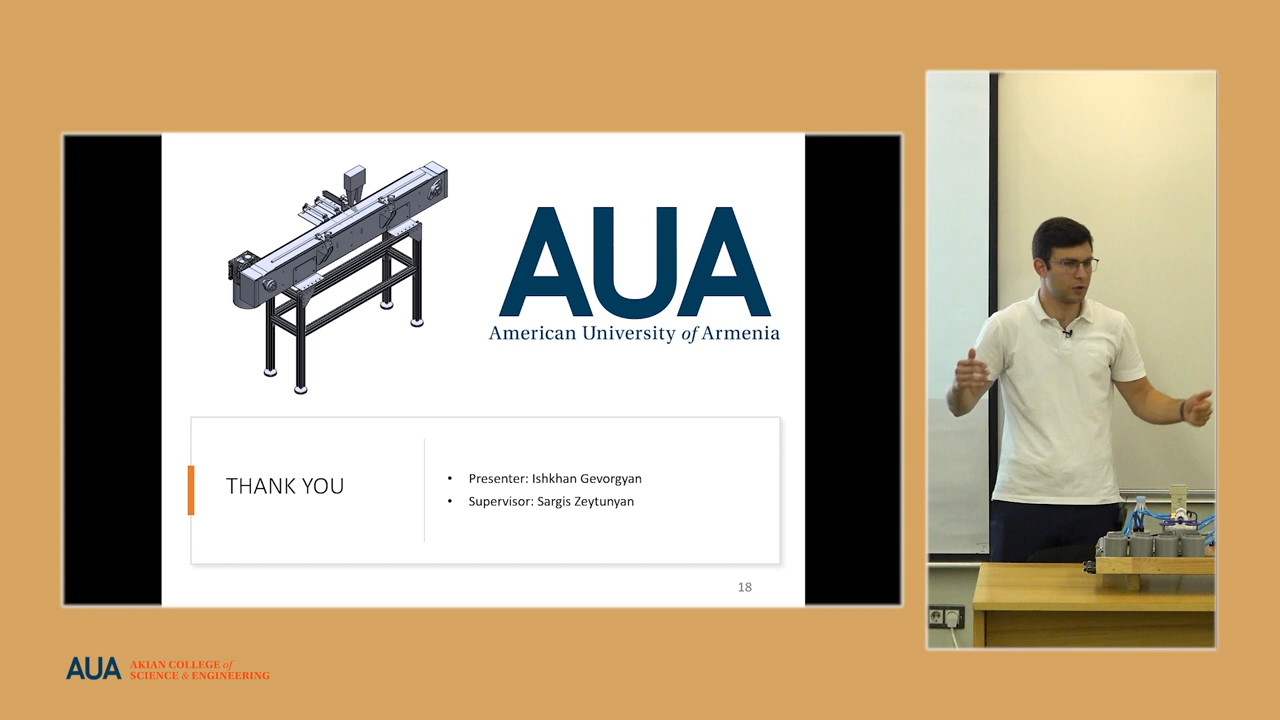 AUA
American University of Armenia
THANK YOU
• Presenter: Ishkhan Gevorgyan
• Supervisor: Sargis Zeytunyan
18
AUA
AKIAN COLLEGE of
SCIENCE & ENGINEERING